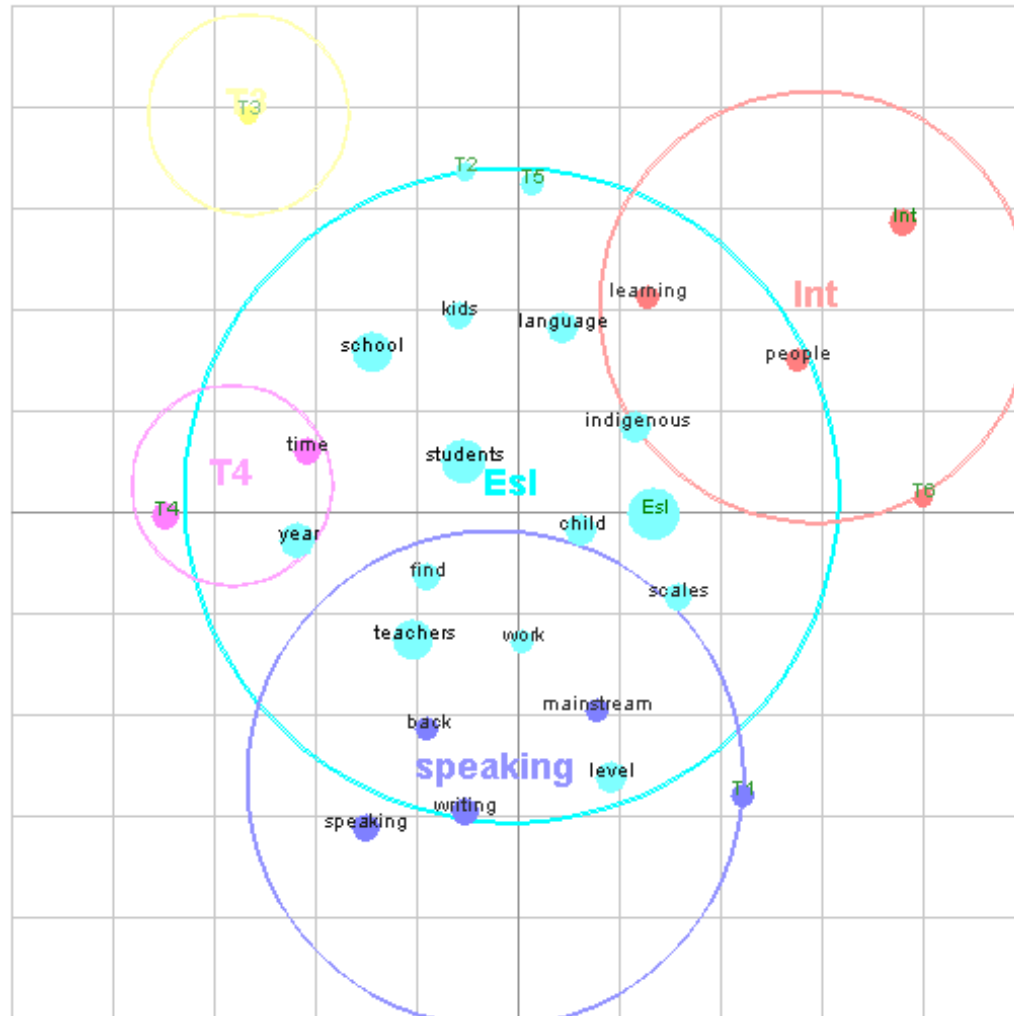 T3
T3
T2
T5
Int
learning
Int
kids
language
school
people
indigenous
time
students
T4
Esl
T6
T4
Esl
child
year
find
scales
teachers
work
mainstream
back
level
speaking
T1
writing
speaking